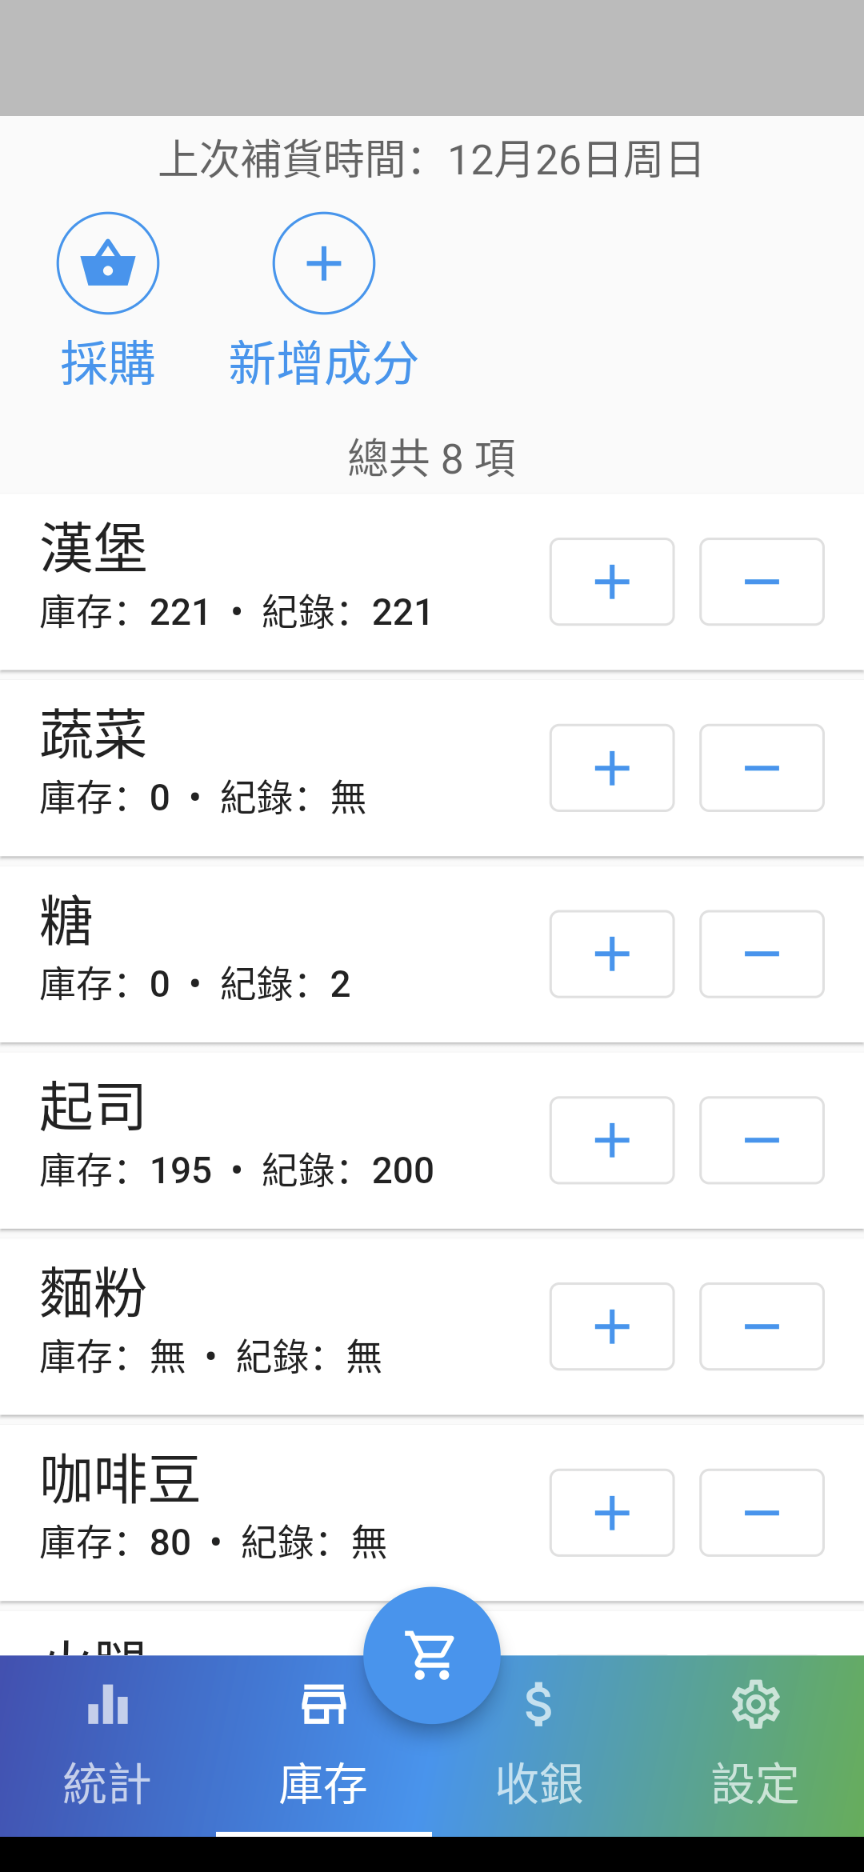 上次補貨時間：12月26日周日
採購
新增成分
總共 8 項
漢堡
庫存：221 • 紀錄：221
蔬菜
庫存：0 • 紀錄：無
糖
庫存：0 • 紀錄：2
起司
庫存：195 • 紀錄：200
麵粉
庫存：無 • 紀錄：無
咖啡豆
庫存：80 • 紀錄：無
統計
庫存
收銀
設定